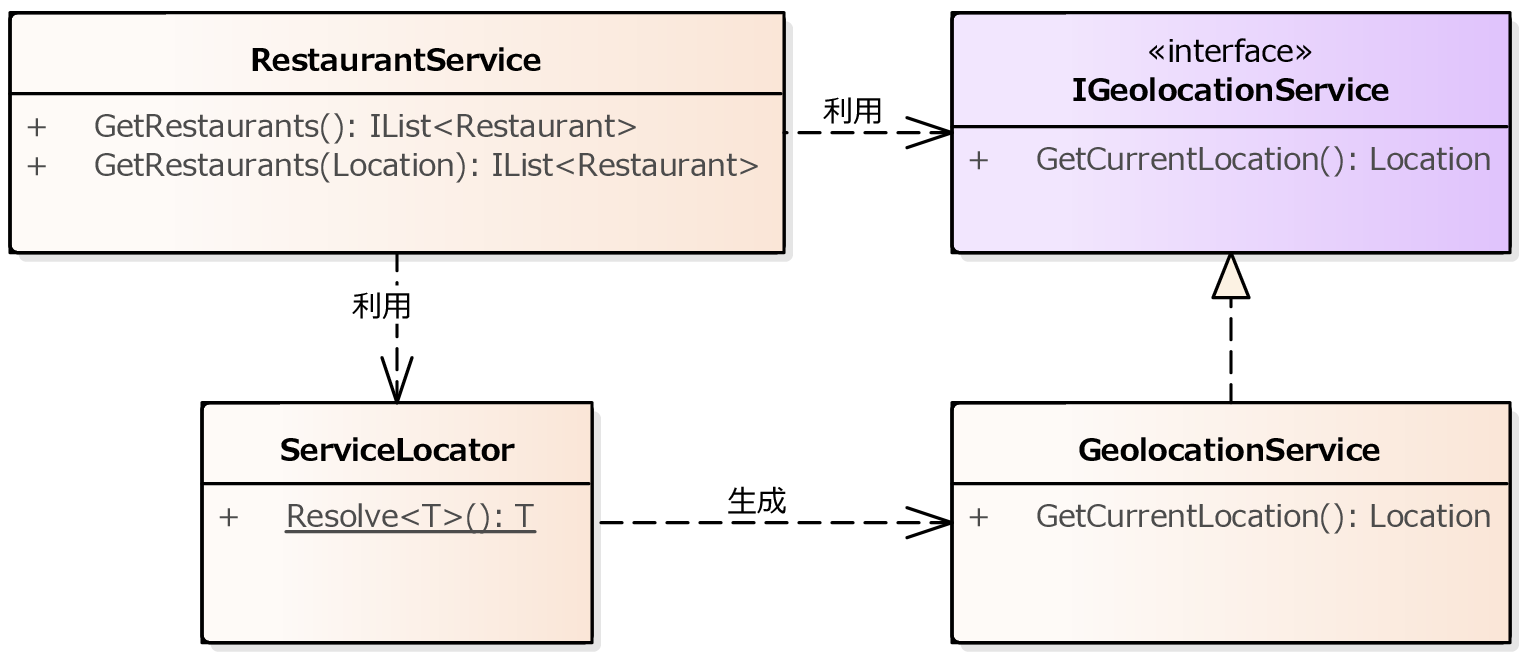 RestaurantService
+ GetRestaurants(): IList<Restaurant>
+ GetRestaurants(Location): IList<Restaurant>
利用
«interface»
IGeolocationService
+ GetCurrentLocation(): Location
利用
ServiceLocator
+ Resolve<T>(): T
生成
GeolocationService
+ GetCurrentLocation(): Location